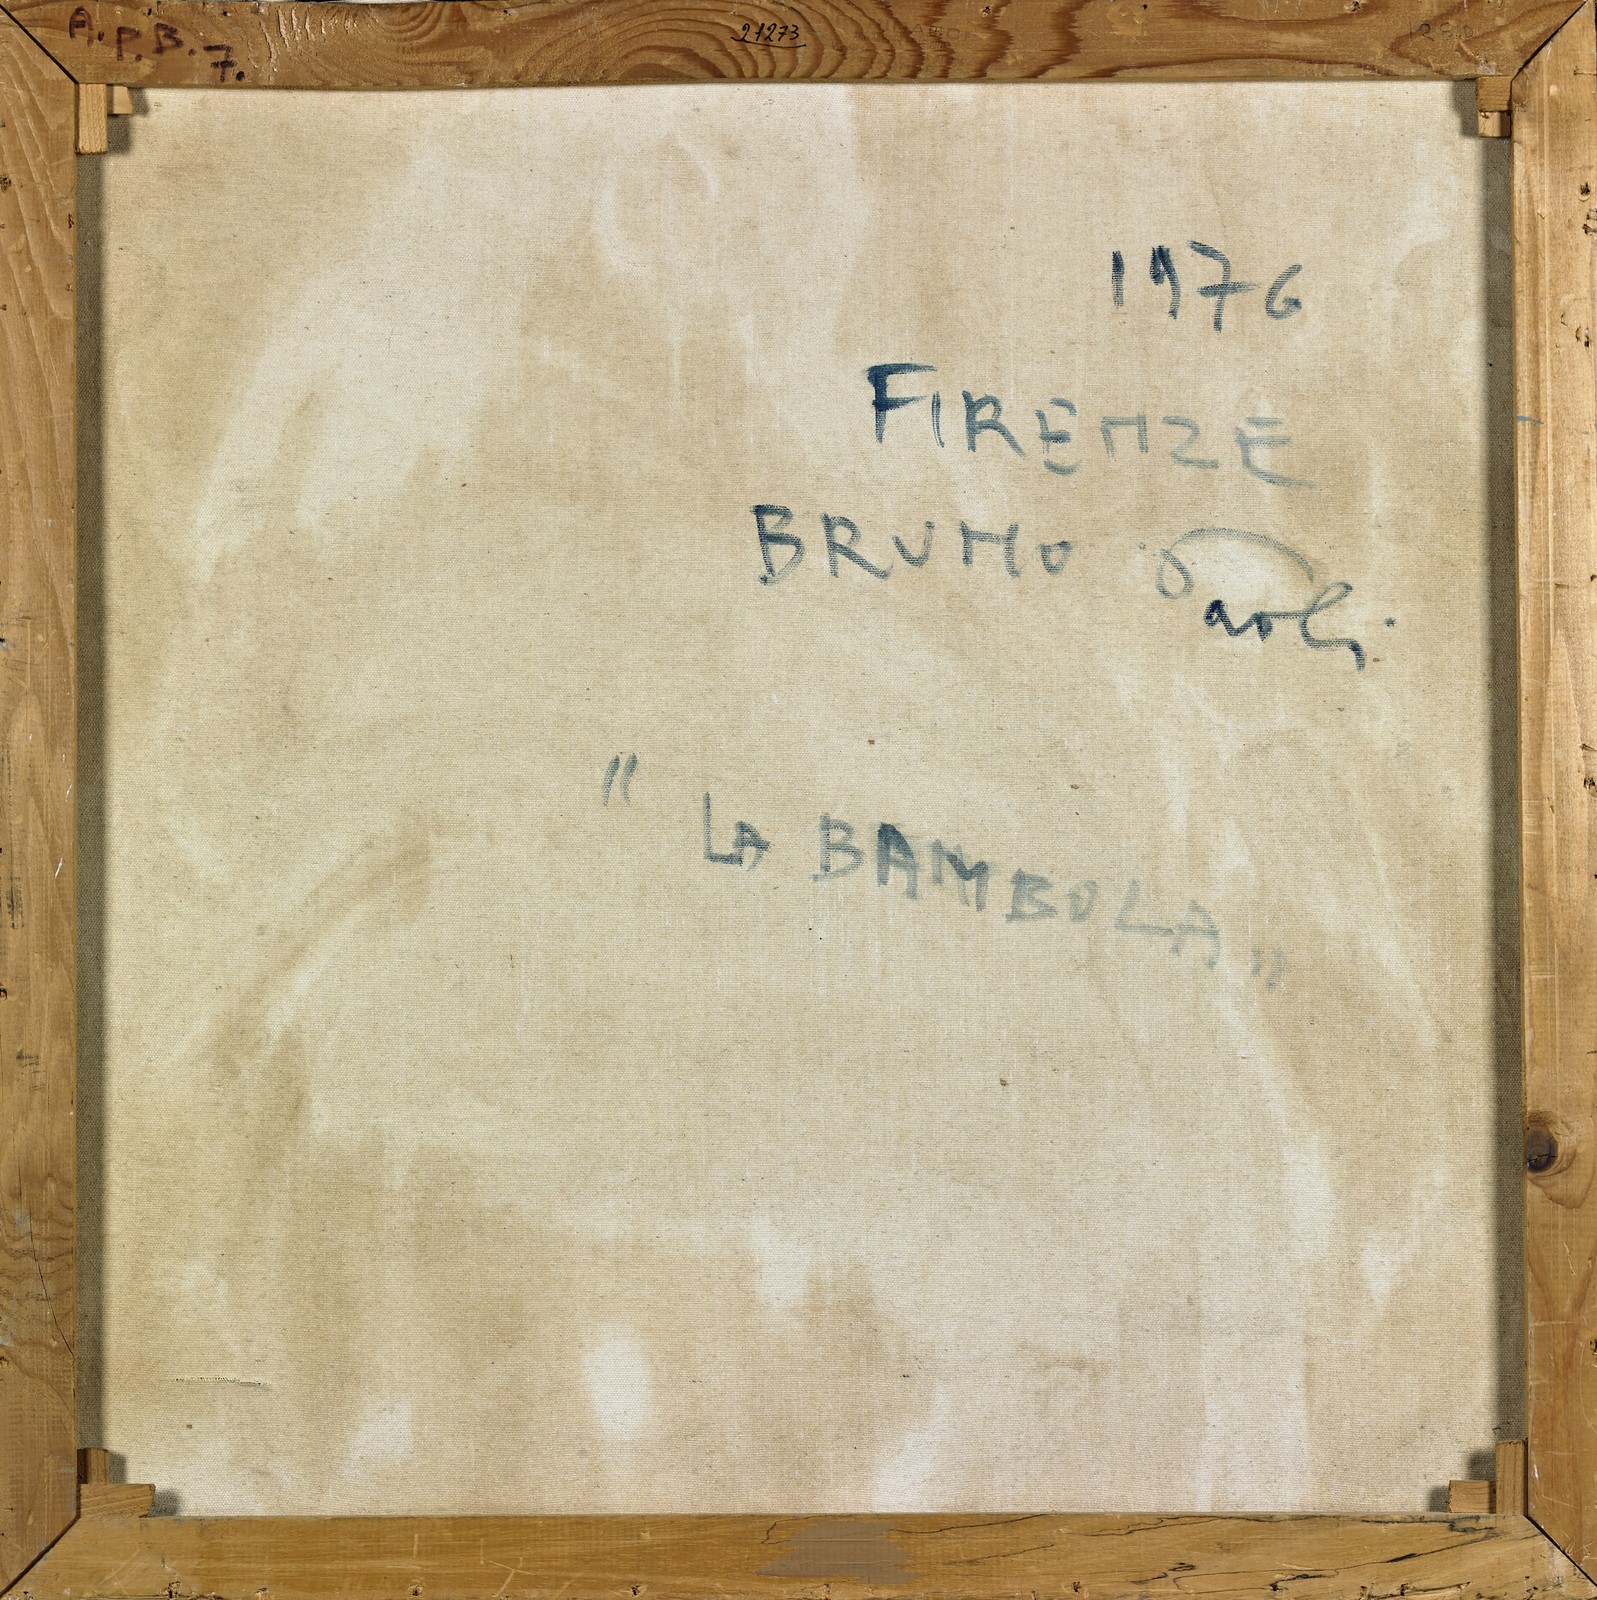 A.P.B. 7.
21273
1976
FIRENZE
BRUNO Paoli.
" LA BAMBOLA "